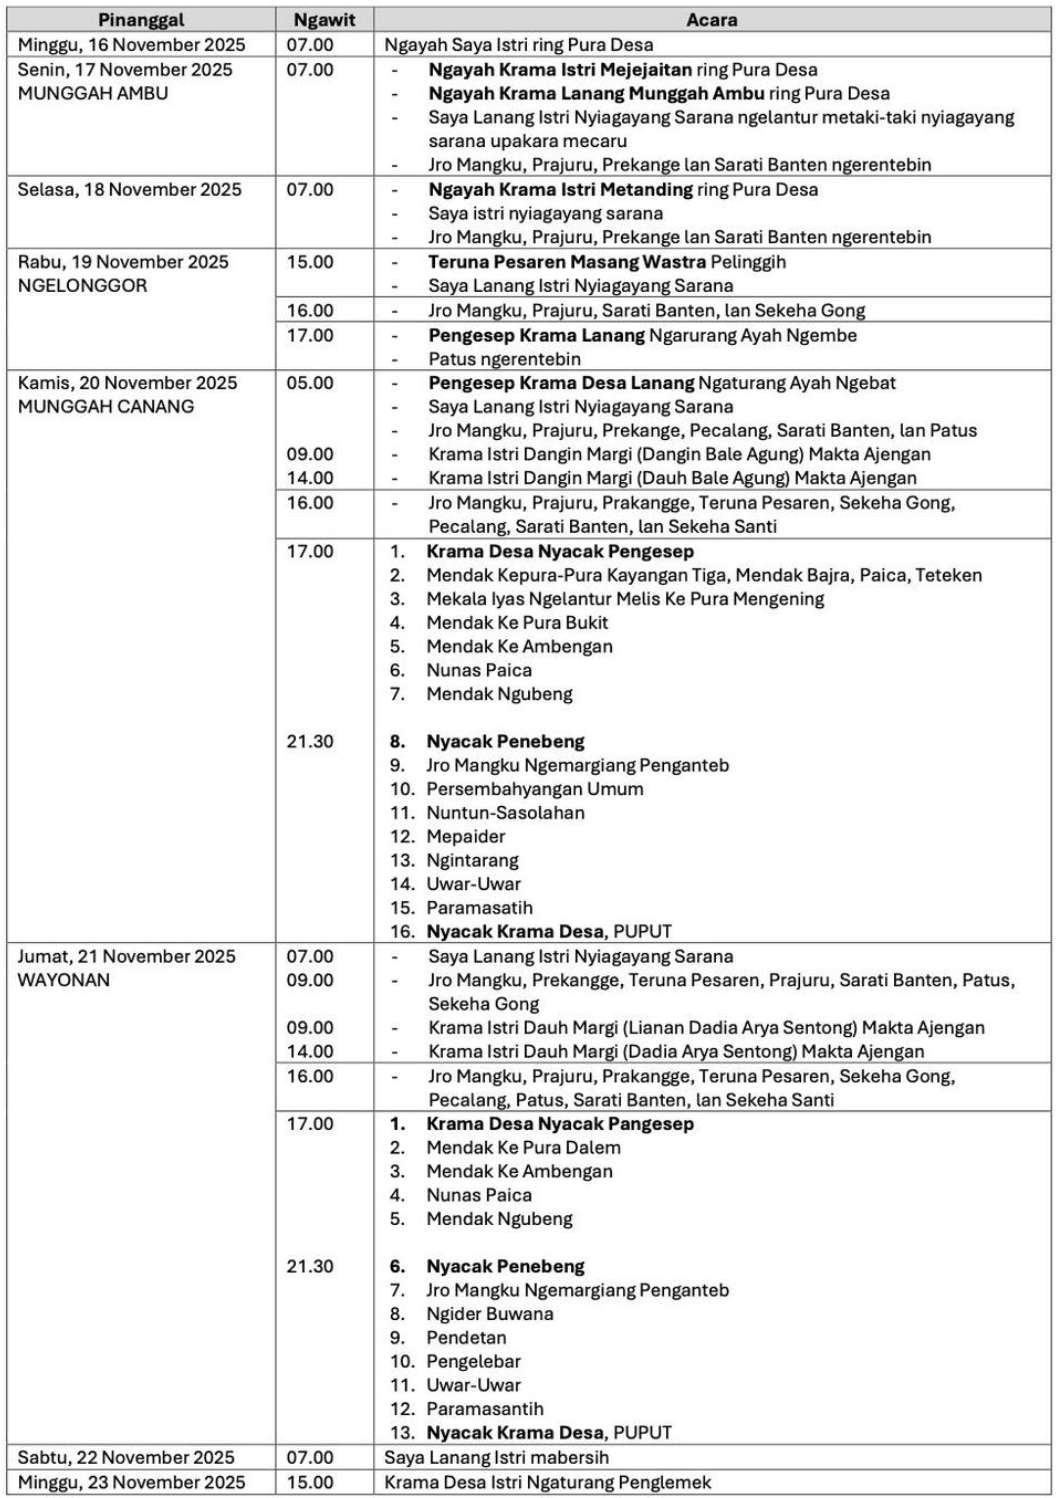 Pinanggal Ngawit Acara
Minggu, 16 November 2025 07.00 Ngayah Saya Istri ring Pura Desa
Senin, 17 November 2025 07.00 - Ngayah Krama Istri Mejejaitan ring Pura Desa
MUNGGAH AMBU - Ngayah Krama Lanang Munggah Ambu ring Pura Desa
- Saya Lanang Istri Nyiagayang Sarana ngelantur metaki-taki nyiagayang
sarana upakara mecaru
- Jro Mangku, Prajuru, Prekange lan Sarati Banten ngerentebin
Selasa, 18 November 2025 07.00 - Ngayah Krama Istri Metanding ring Pura Desa
- Saya istri nyiagayang sarana
- Jro Mangku, Prajuru, Prekange lan Sarati Banten ngerentebin
Rabu, 19 November 2025 15.00 - Teruna Pesaren Masang Wastra Pelinggih
NGELONGGOR - Saya Lanang Istri Nyiagayang Sarana
16.00 - Jro Mangku, Prajuru, Sarati Banten, lan Sekeha Gong
17.00 - Pengesep Krama Lanang Ngarurang Ayah Ngembe
- Patus ngerentebin
Kamis, 20 November 2025 05.00 - Pengesep Krama Desa Lanang Ngaturang Ayah Ngebat
MUNGGAH CANANG - Saya Lanang Istri Nyiagayang Sarana
- Jro Mangku, Prajuru, Prekange, Pecalang, Sarati Banten, lan Patus
09.00 - Krama Istri Dangin Margi (Dangin Bale Agung) Makta Ajengan
14.00 - Krama Istri Dangin Margi (Dauh Bale Agung) Makta Ajengan
16.00 - Jro Mangku, Prajuru, Prakangge, Teruna Pesaren, Sekeha Gong,
Pecalang, Sarati Banten, lan Sekeha Santi
17.00 1. Krama Desa Nyacak Pengesep
2. Mendak Kepura-Pura Kayangan Tiga, Mendak Bajra, Paica, Teteken
3. Mekala Iyas Ngelantur Melis Ke Pura Mengening
4. Mendak Ke Pura Bukit
5. Mendak Ke Ambengan
6. Nunas Paica
7. Mendak Ngubeng
21.30 8. Nyacak Penebeng
9. Jro Mangku Ngemargiang Penganteb
10. Persembahyangan Umum
11. Nuntun-Sasolahan
12. Mepaider
13. Ngintarang
14. Uwar-Uwar
15. Paramasatih
16. Nyacak Krama Desa, PUPUT
Jumat, 21 November 2025 07.00 - Saya Lanang Istri Nyiagayang Sarana
WAYONAN 09.00 - Jro Mangku, Prekangge, Teruna Pesaren, Prajuru, Sarati Banten, Patus,
Sekeha Gong
09.00 - Krama Istri Dauh Margi (Lianan Dadia Arya Sentong) Makta Ajengan
14.00 - Krama Istri Dauh Margi (Dadia Arya Sentong) Makta Ajengan
16.00 - Jro Mangku, Prajuru, Prakangge, Teruna Pesaren, Sekeha Gong,
Pecalang, Patus, Sarati Banten, lan Sekeha Santi
17.00 1. Krama Desa Nyacak Pangesep
2. Mendak Ke Pura Dalem
3. Mendak Ke Ambengan
4. Nunas Paica
5. Mendak Ngubeng
21.30 6. Nyacak Penebeng
7. Jro Mangku Ngemargiang Penganteb
8. Ngider Buwana
9. Pendetan
10. Pengelebar
11. Uwar-Uwar
12. Paramasantih
13. Nyacak Krama Desa, PUPUT
Sabtu, 22 November 2025 07.00 Saya Lanang Istri mabersih
Minggu, 23 November 2025 15.00 Krama Desa Istri Ngaturang Penglemek